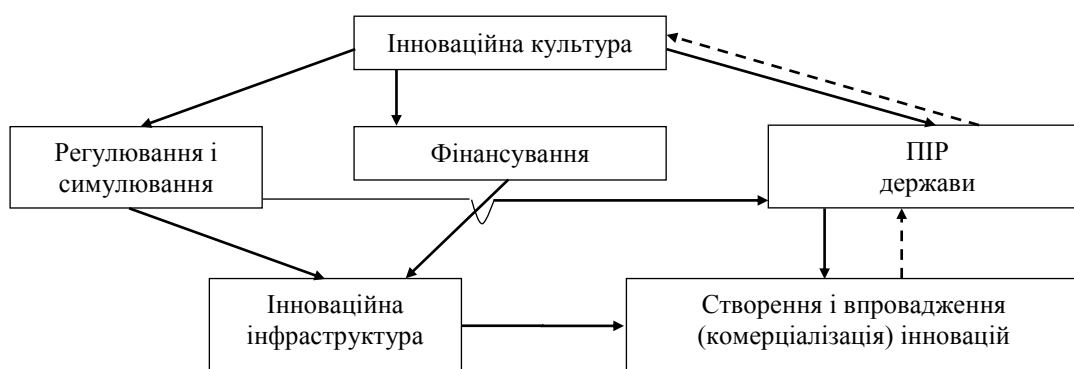 Інноваційна культура
Регулювання і
симулювання
Фінансування
ПІР
держави
Інноваційна
інфраструктура
Створення і впровадження
(комерціалізація) інновацій